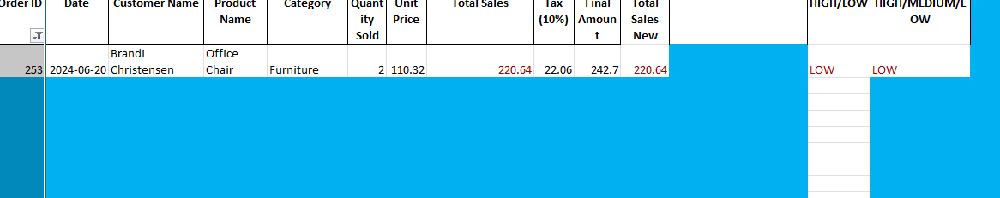 Order ID Date Customer Name Product Name Category Quantity Sold Unit Price Total Sales Tax (10%) Final Amount Total Sales New HIGH/LOW HIGH/MEDIUM/LOW
253 2024-06-20 Brandi Christensen Office Chair Furniture 2 110.32 220.64 22.06 242.7 220.64 LOW LOW